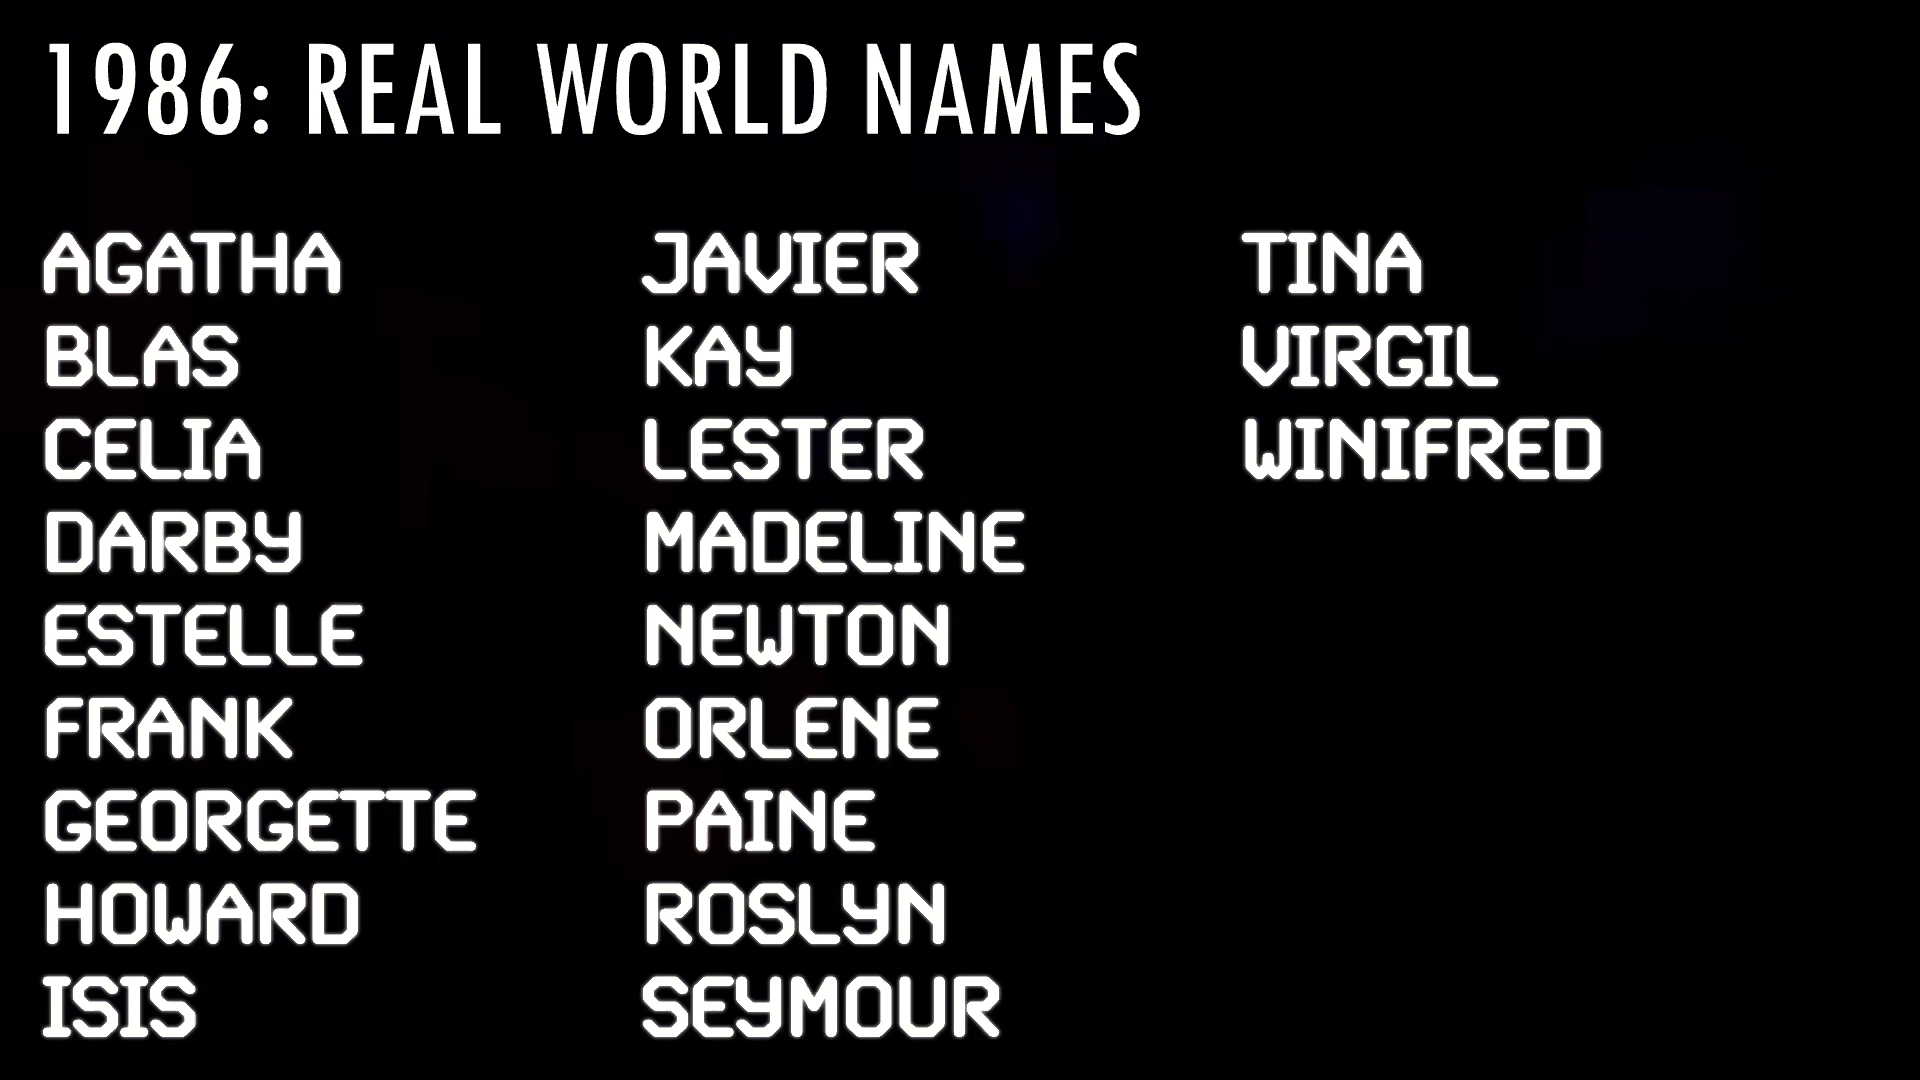 1986: REAL WORLD NAMES
AGATHA
BLAS
CELIA
DARBY
ESTELLE
FRANK
GEORGETTE
HOWARD
ISIS
JAVIER
KAY
LESTER
MADELINE
NEWTON
ORLENE
PAINE
ROSLYN
SEYMOUR
TINA
VIRGIL
WINIFRED